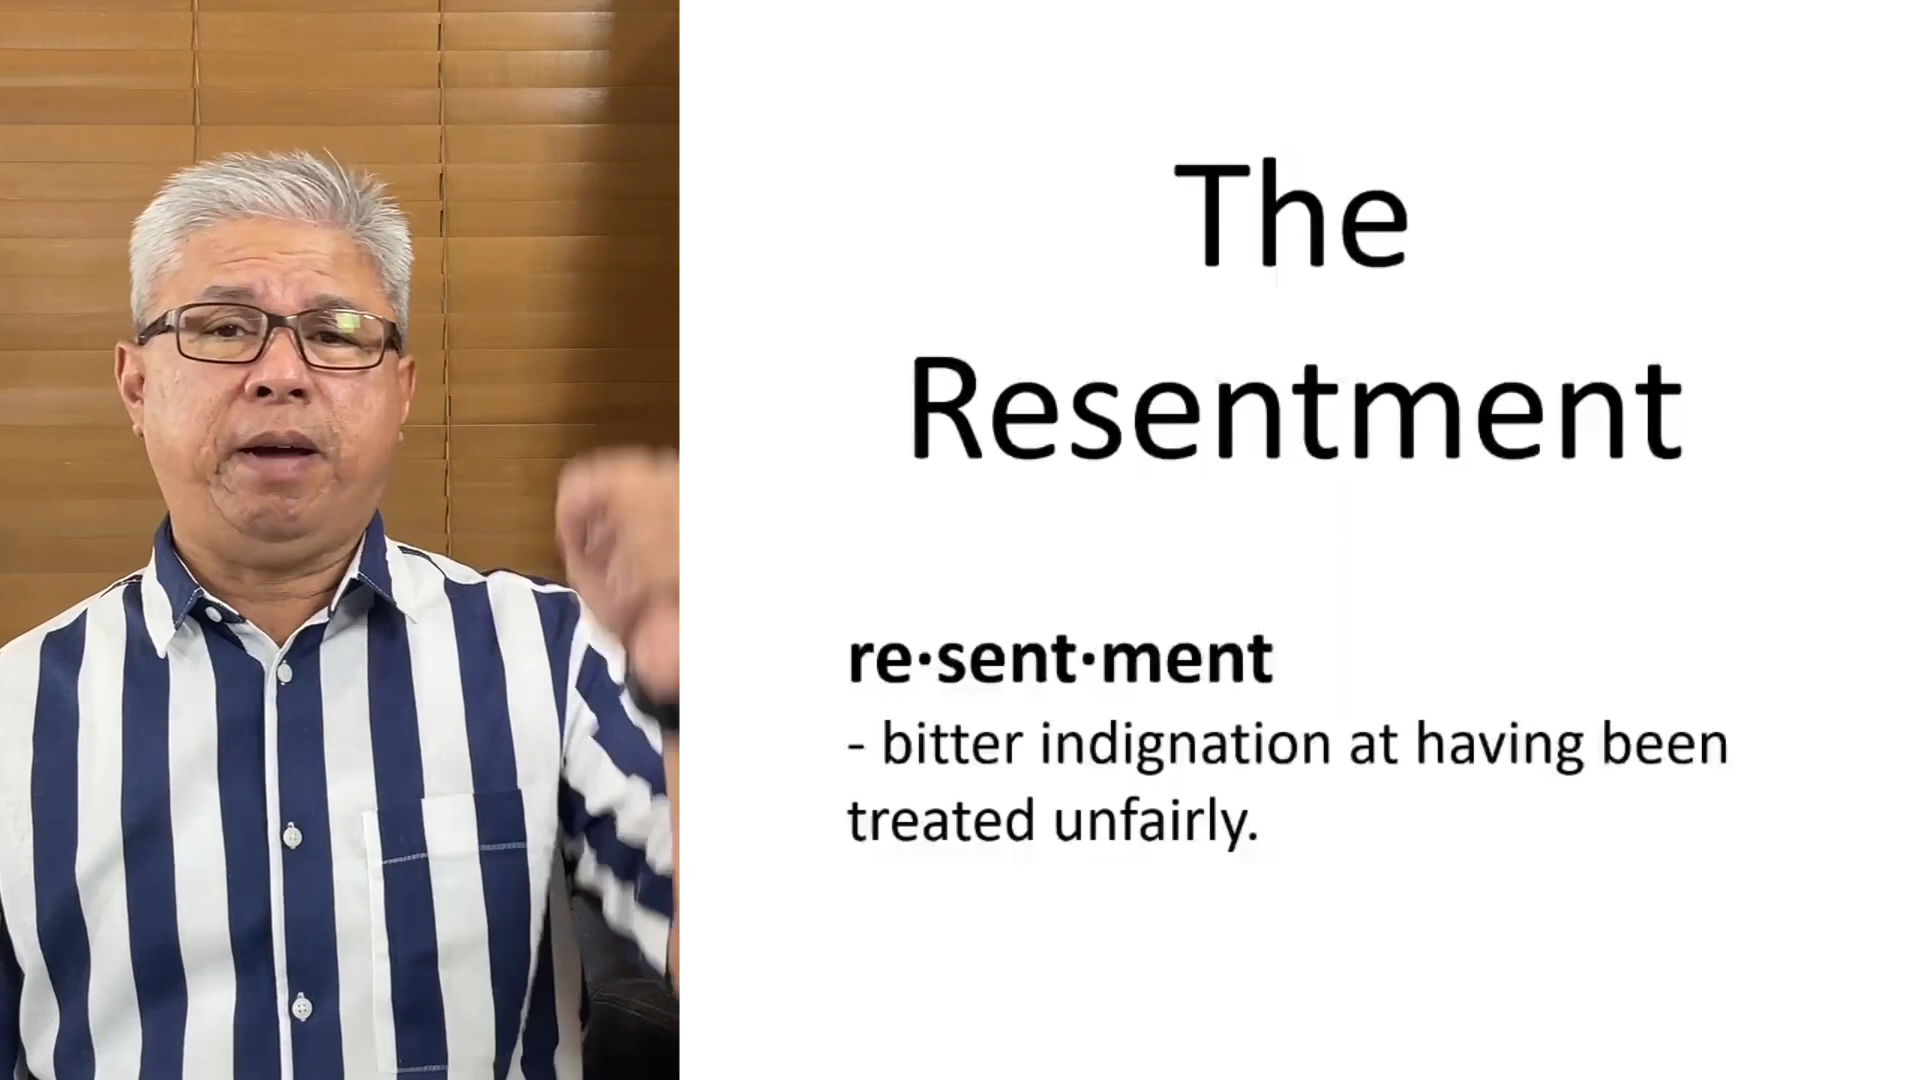 The
Resentment
re·sent·ment
- bitter indignation at having been
treated unfairly.